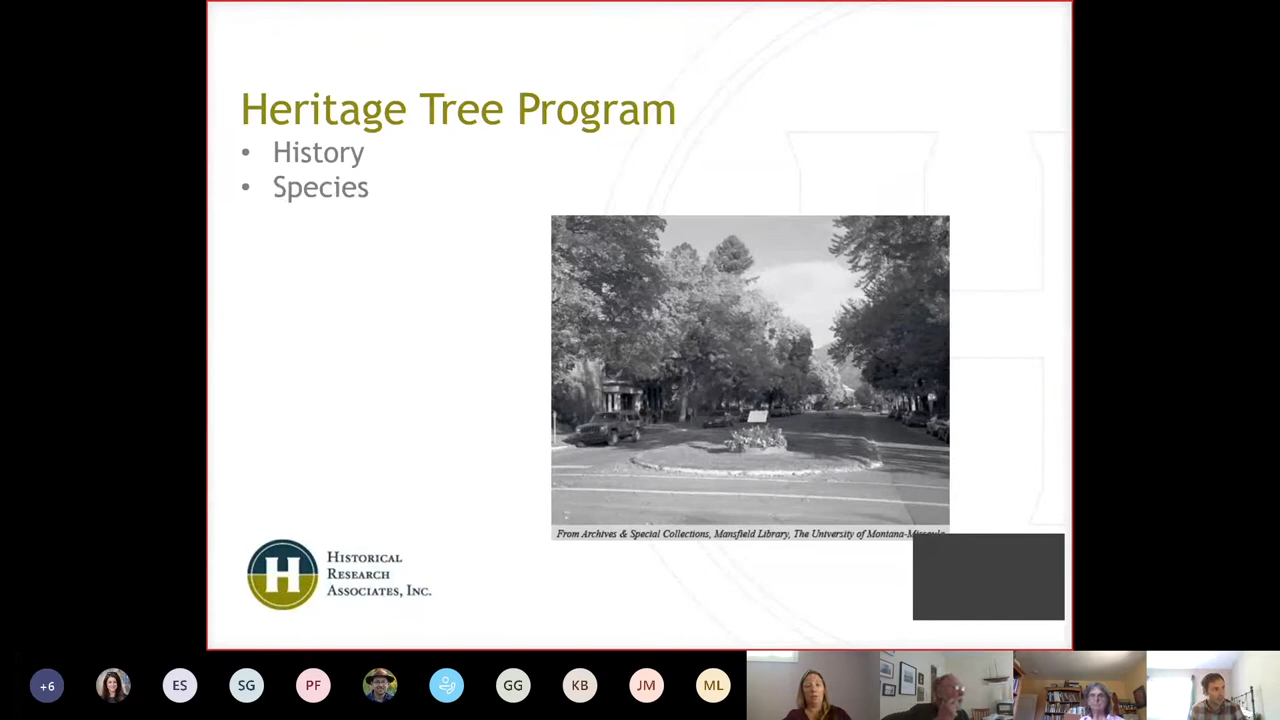 Heritage Tree Program
• History
• Species
From Archives & Special Collections, Mansfield Library, The University of Montana-Missoula
H
HISTORICAL
RESEARCH
ASSOCIATES, INC.
+6
ES
SG
PF
GG
KB
JM
ML